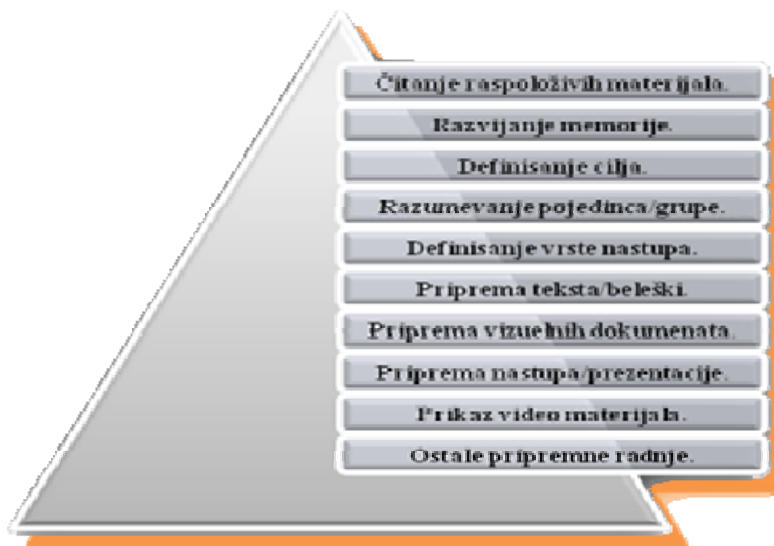 Čitanje raspoloživih materijala.
Razvijanje memorije.
Definisanje cilja.
Razumevanje pojedinca/grupe.
Definisanje vrste nastupa.
Priprema teksta/beleški.
Priprema vizuelnih dokumenata.
Priprema nastupa/prezentacije.
Prikaz video materijala.
Ostale pripremne radnje.